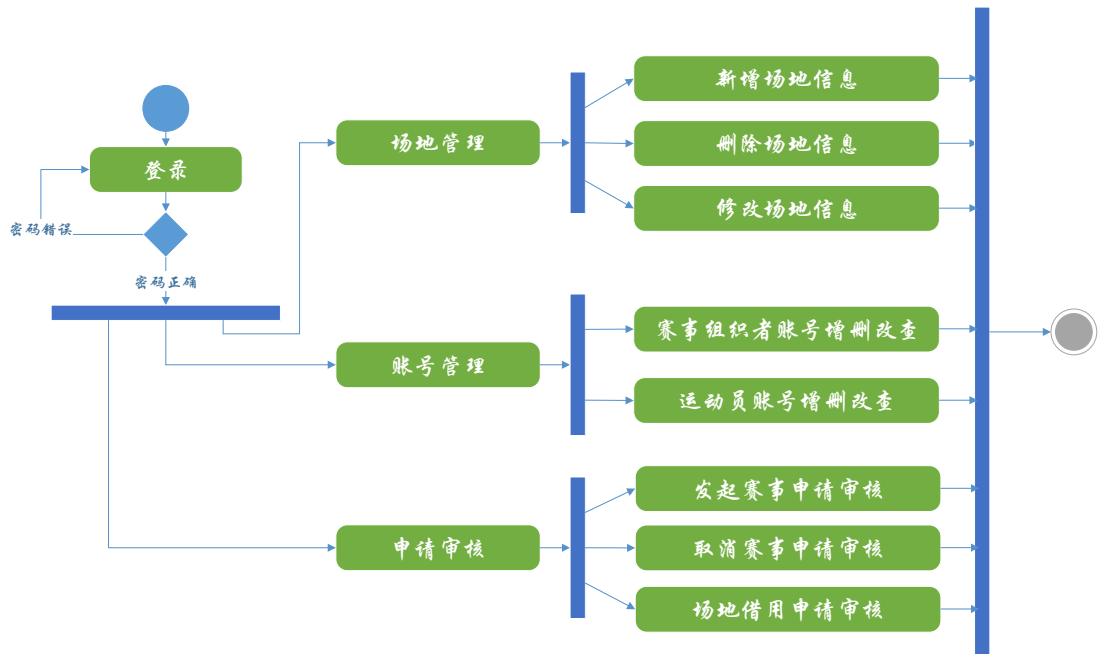 登录
密码错误
密码正确
场地管理
新增场地信息
删除场地信息
修改场地信息
账号管理
赛事组织者账号增删改查
运动员账号增删改查
申请审核
发起赛事申请审核
取消赛事申请审核
场地借用申请审核